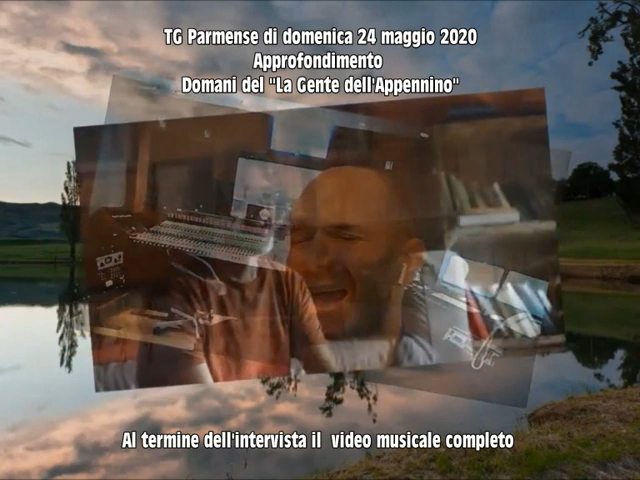 TG Parmense di domenica 24 maggio 2020
Approfondimento
Domani del "La Gente dell'Appennino"
Al termine dell'intervista il video musicale completo